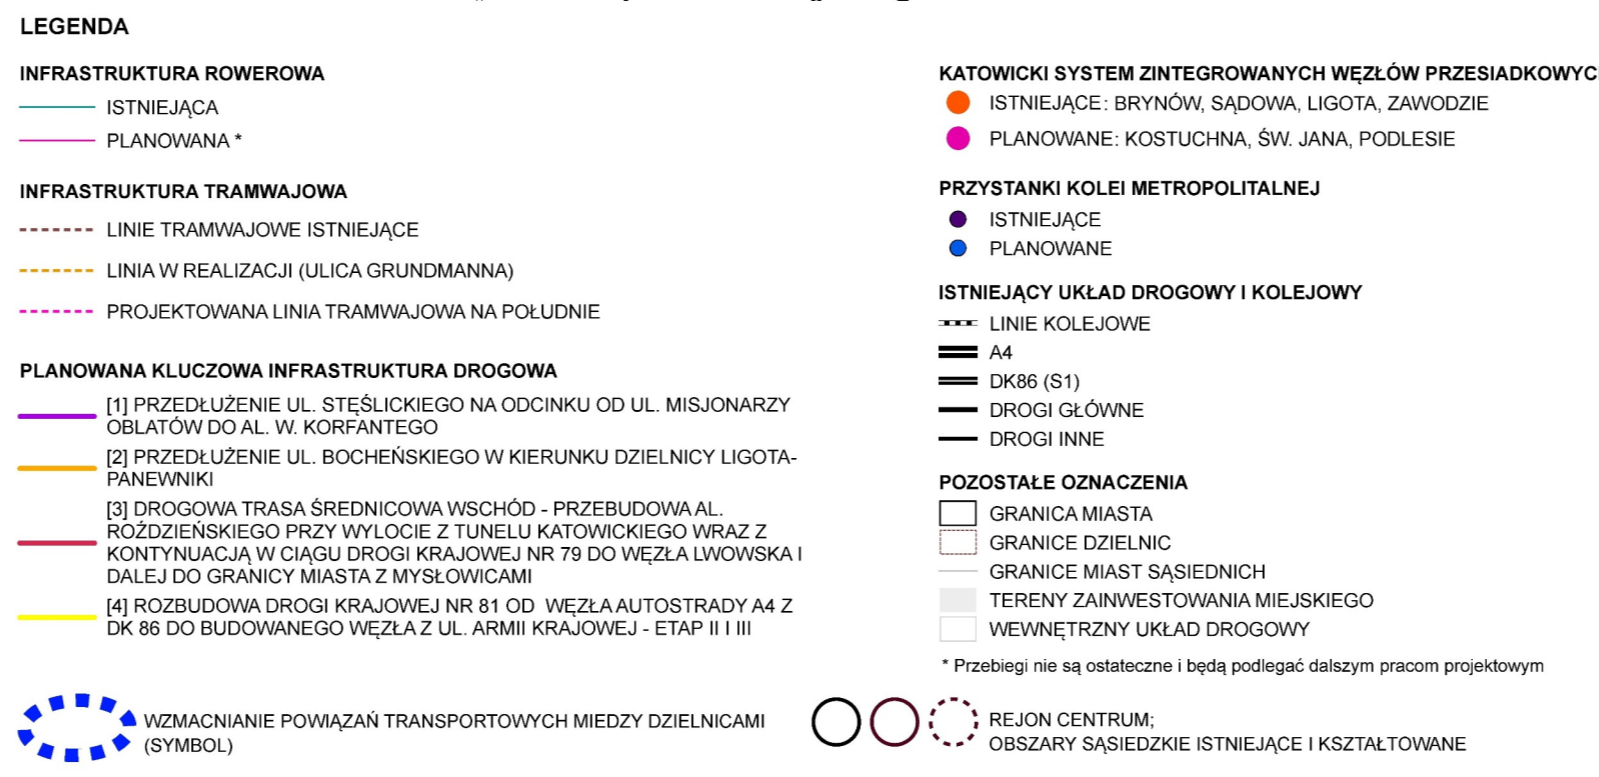 LEGENDA
INFRASTRUKTURA ROWEROWA
ISTNIEJĄCA
PLANOWANA *
INFRASTRUKTURA TRAMWAJOWA
LINIE TRAMWAJOWE ISTNIEJĄCE
LINIA W REALIZACJI (ULICA GRUNDMANNA)
PROJEKTOWANA LINIA TRAMWAJOWA NA POŁUDNIE
PLANOWANA KLUCZOWA INFRASTRUKTURA DROGOWA
[1] PRZEDŁUŻENIE UL. STĘŚLICKIEGO NA ODCINKU OD UL. MISJONARZY
OBLATÓW DO AL. W. KORFANTEGO
[2] PRZEDŁUŻENIE UL. BOCHEŃSKIEGO W KIERUNKU DZIELNICY LIGOTA-
PANEWNIKI
[3] DROGOWA TRASA ŚREDNICOWA WSCHÓD - PRZEBUDOWA AL.
ROŹDZIEŃSKIEGO PRZY WYLOCIE Z TUNELU KATOWICKIEGO WRAZ Z
KONTYNUACJĄ W CIĄGU DROGI KRAJOWEJ NR 79 DO WĘZŁA LWOWSKA I
DALEJ DO GRANICY MIASTA Z MYSŁOWICAMI
[4] ROZBUDOWA DROGI KRAJOWEJ NR 81 OD WĘZŁA AUTOSTRADY A4 Z
DK 86 DO BUDOWANEGO WĘZŁA Z UL. ARMII KRAJOWEJ - ETAP II I III
WZMACNIANIE POWIĄZAŃ TRANSPORTOWYCH MIEDZY DZIELNICAMI
(SYMBOL)
KATOWICKI SYSTEM ZINTEGROWANYCH WĘZŁÓW PRZESIADKOWYC
ISTNIEJĄCE: BRYNÓW, SĄDOWA, LIGOTA, ZAWODZIE
PLANOWANE: KOSTUCHNA, ŚW. JANA, PODLESIE
PRZYSTANKI KOLEI METROPOLITALNEJ
ISTNIEJĄCE
PLANOWANE
ISTNIEJĄCY UKŁAD DROGOWY I KOLEJOWY
LINIE KOLEJOWE
A4
DK86 (S1)
DROGI GŁÓWNE
DROGI INNE
POZOSTAŁE OZNACZENIA
GRANICA MIASTA
GRANICE DZIELNIC
GRANICE MIAST SĄSIEDNICH
TERENY ZAINWESTOWANIA MIEJSKIEGO
WEWNĘTRZNY UKŁAD DROGOWY
* Przebiegi nie są ostateczne i będą podlegać dalszym pracom projektowym
REJON CENTRUM;
OBSZARY SĄSIEDZKIE ISTNIEJĄCE I KSZTAŁTOWANE